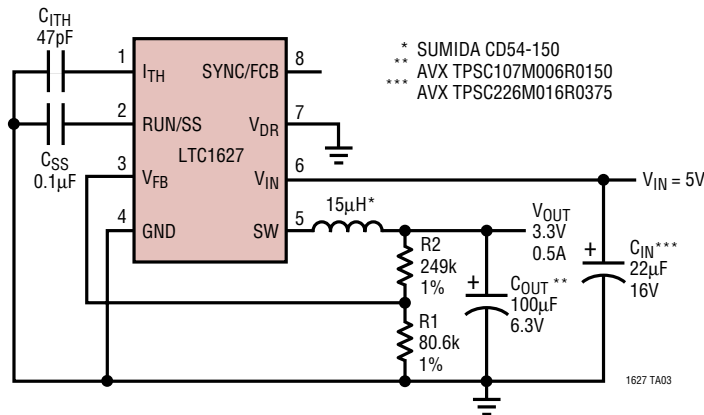 C_ITH
47pF
C_SS
0.1µF
1
I_TH
2
RUN/SS
3
V_FB
4
GND
LTC1627
SYNC/FCB
8
V_DR
7
V_IN
6
SW
5
* SUMIDA CD54-150
** AVX TPSC107M006R0150
*** AVX TPSC226M016R0375
V_IN = 5V
15µH*
V_OUT
3.3V
0.5A
R2
249k
1%
R1
80.6k
1%
+
C_OUT **
100µF
6.3V
+
C_IN ***
22µF
16V
1627 TA03